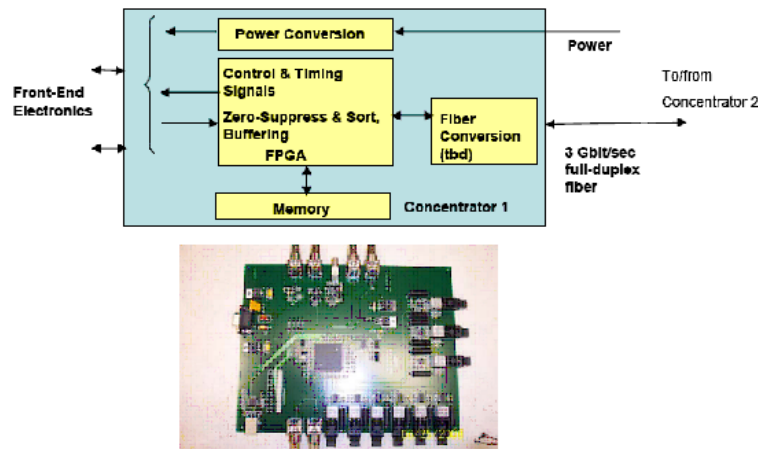 Power Conversion
Power
Control & Timing
Signals
Zero-Suppress & Sort,
Buffering
FPGA
Front-End
Electronics
Fiber
Conversion
(tbd)
To/from
Concentrator 2
3 Gbit/sec
full-duplex
fiber
Memory
Concentrator 1